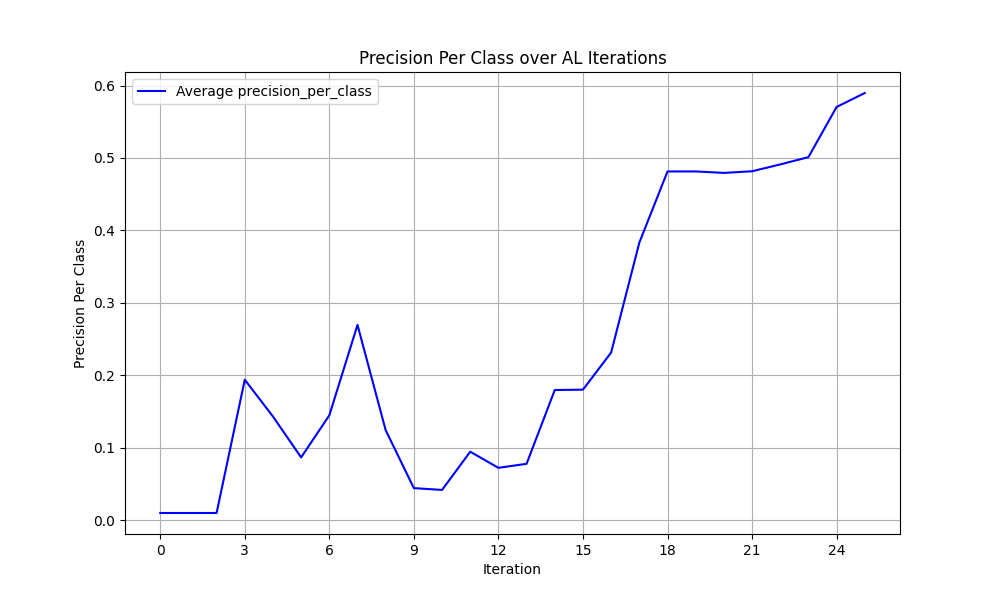 Precision Per Class over AL Iterations
Average precision_per_class
0.6
0.5
0.4
0.3
0.2
0.1
0.0
Precision Per Class
0 3 6 9 12 15 18 21 24
Iteration